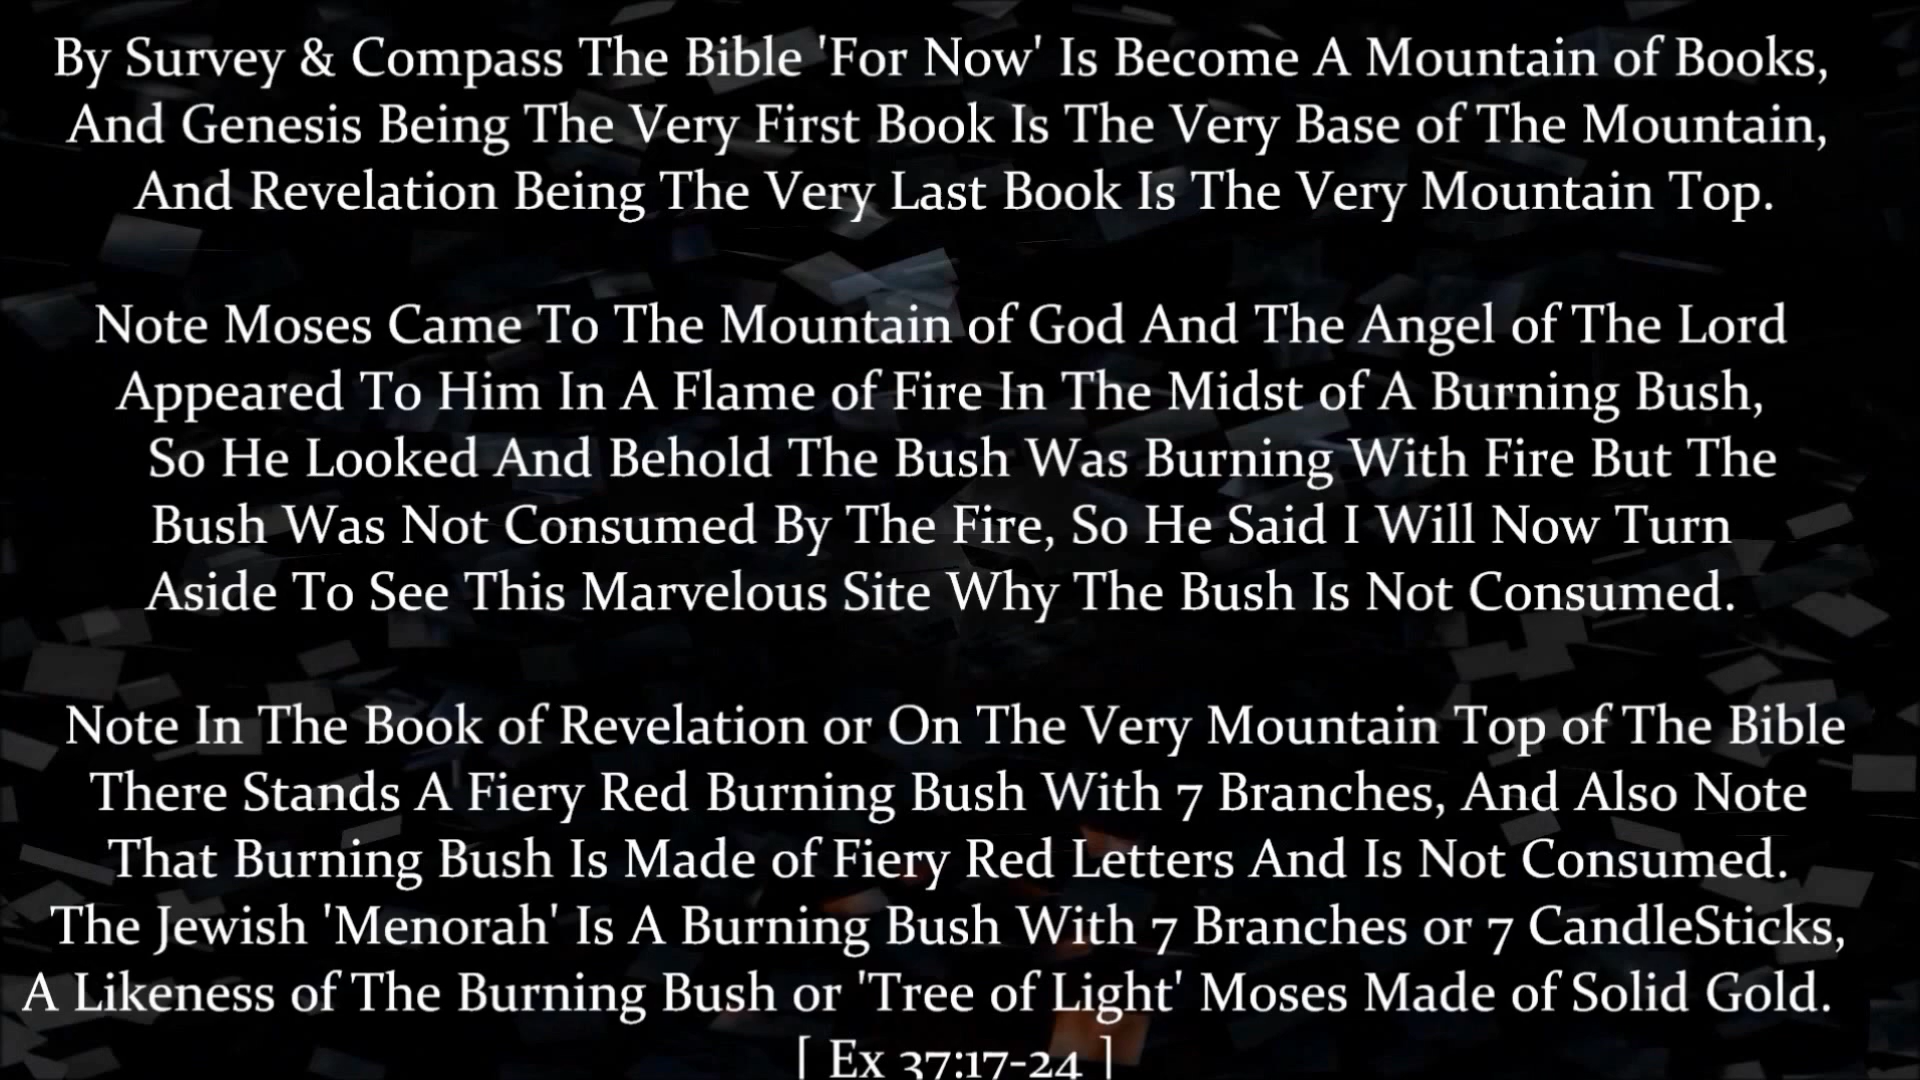 By Survey & Compass The Bible 'For Now' Is Become A Mountain of Books,
And Genesis Being The Very First Book Is The Very Base of The Mountain,
And Revelation Being The Very Last Book Is The Very Mountain Top.
Note Moses Came To The Mountain of God And The Angel of The Lord
Appeared To Him In A Flame of Fire In The Midst of A Burning Bush,
So He Looked And Behold The Bush Was Burning With Fire But The
Bush Was Not Consumed By The Fire, So He Said I Will Now Turn
Aside To See This Marvelous Site Why The Bush Is Not Consumed.
Note In The Book of Revelation or On The Very Mountain Top of The Bible
There Stands A Fiery Red Burning Bush With 7 Branches, And Also Note
That Burning Bush Is Made of Fiery Red Letters And Is Not Consumed.
The Jewish 'Menorah' Is A Burning Bush With 7 Branches or 7 CandleSticks,
A Likeness of The Burning Bush or 'Tree of Light' Moses Made of Solid Gold.
[ Ex 37:17-24 ]